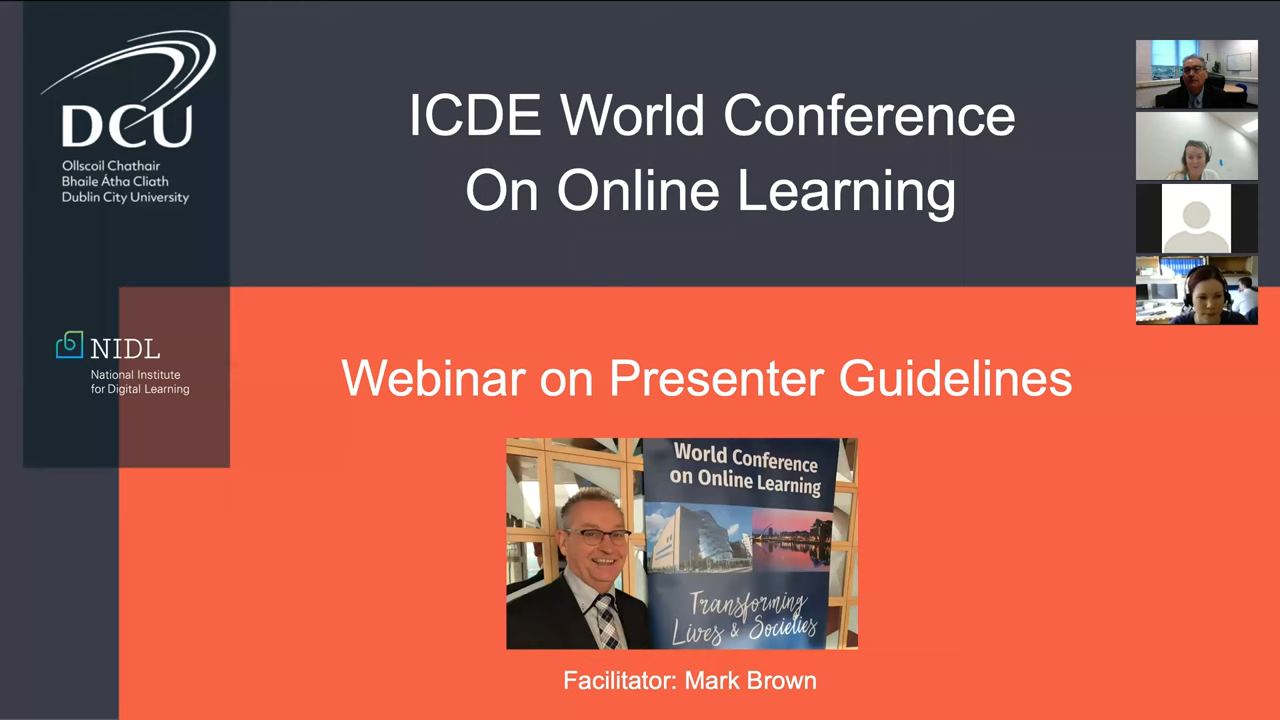 DCU
Ollscoil Chathair
Bhaile Átha Cliath
Dublin City University
ICDE World Conference
On Online Learning
NIDL
National Institute
for Digital Learning
Webinar on Presenter Guidelines
World Conference
on Online Learning
Transforming
Lives & Societies
Facilitator: Mark Brown